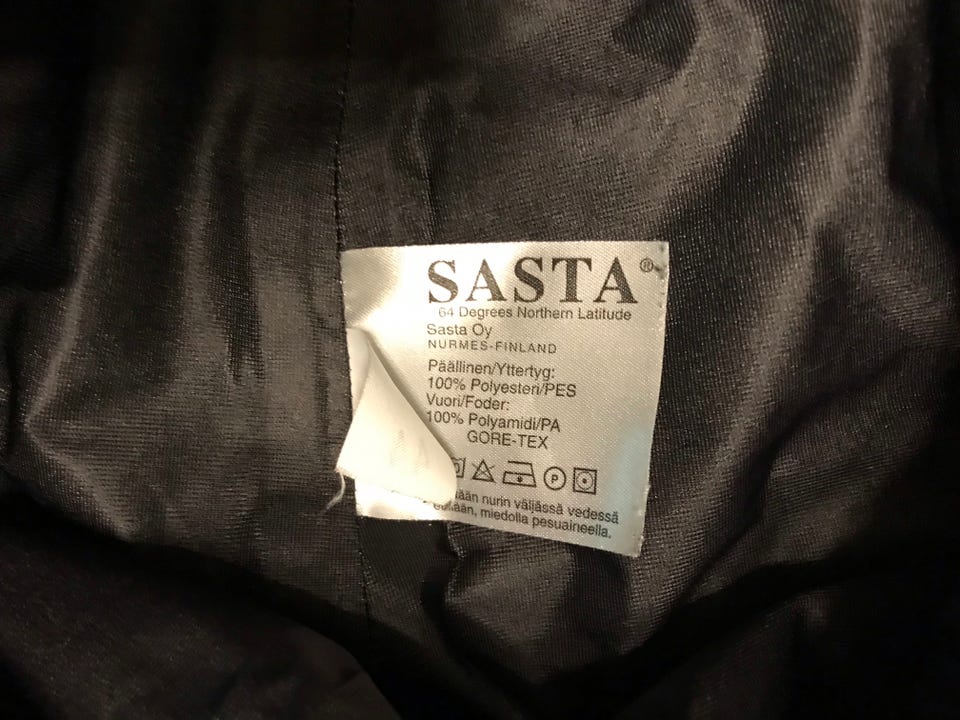 SASTA®
64 Degrees Northern Latitude
Sasta Oy
NURMES-FINLAND
Päällinen/Yttertyg:
100% Polyesteri/PES
Vuori/Foder:
100% Polyamidi/PA
GORE-TEX
P
nurin väljässä vedessä
miedolla pesuaineella.